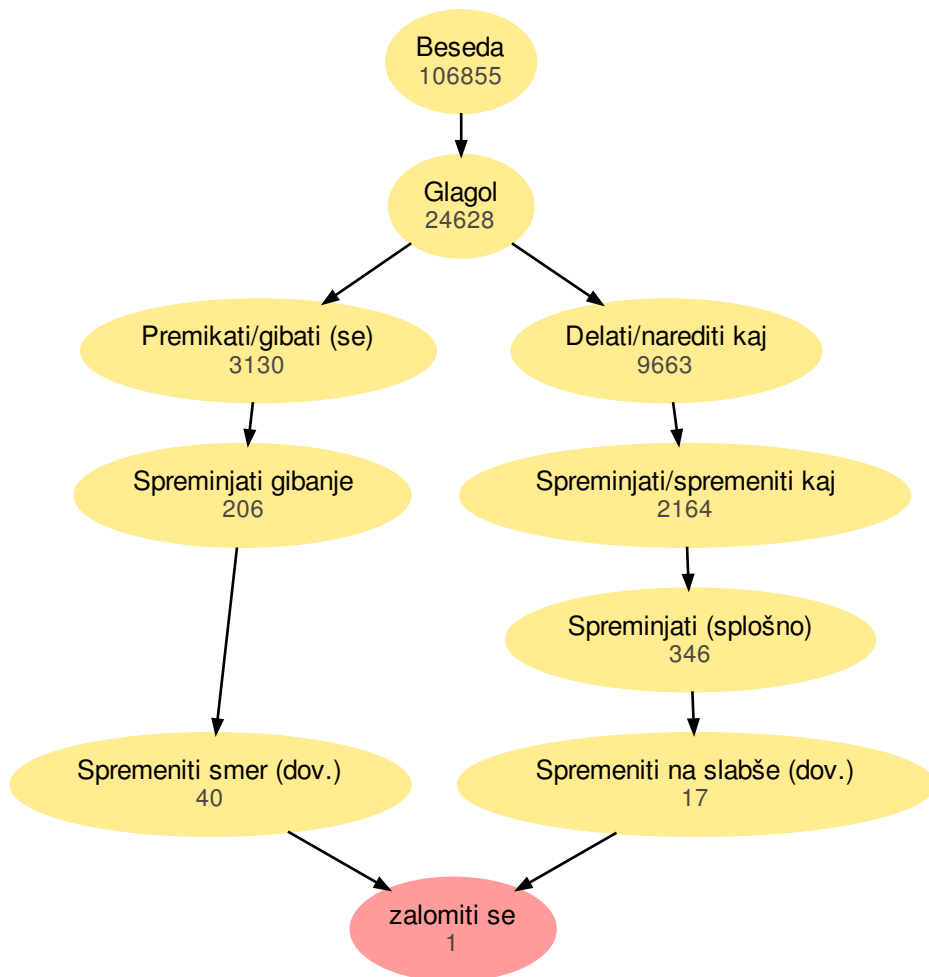 Beseda
106855
Glagol
24628
Premikati/gibati (se)
3130
Delati/narediti kaj
9663
Spreminjati gibanje
206
Spreminjati/spremeniti kaj
2164
Spreminjati (splošno)
346
Spremeniti smer (dov.)
40
Spremeniti na slabše (dov.)
17
zalomiti se
1